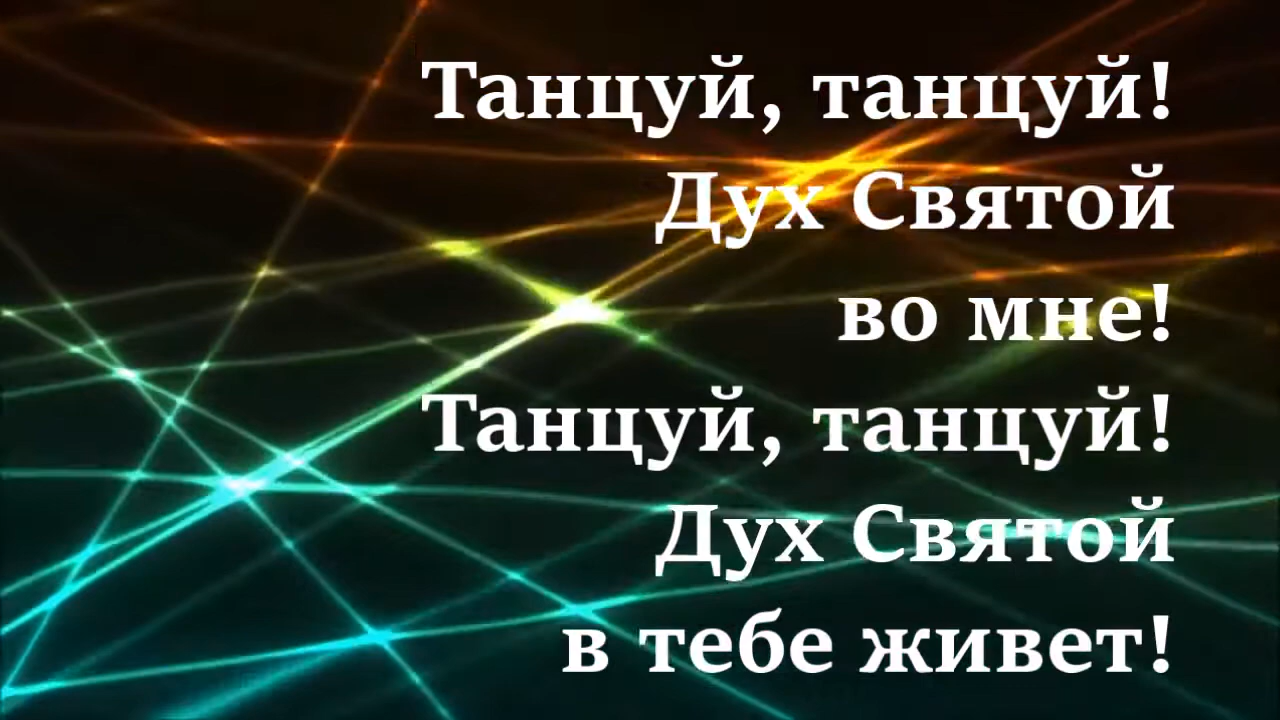 Танцуй, танцуй!
Дух Святой
во мне!
Танцуй, танцуй!
Дух Святой
в тебе живет!